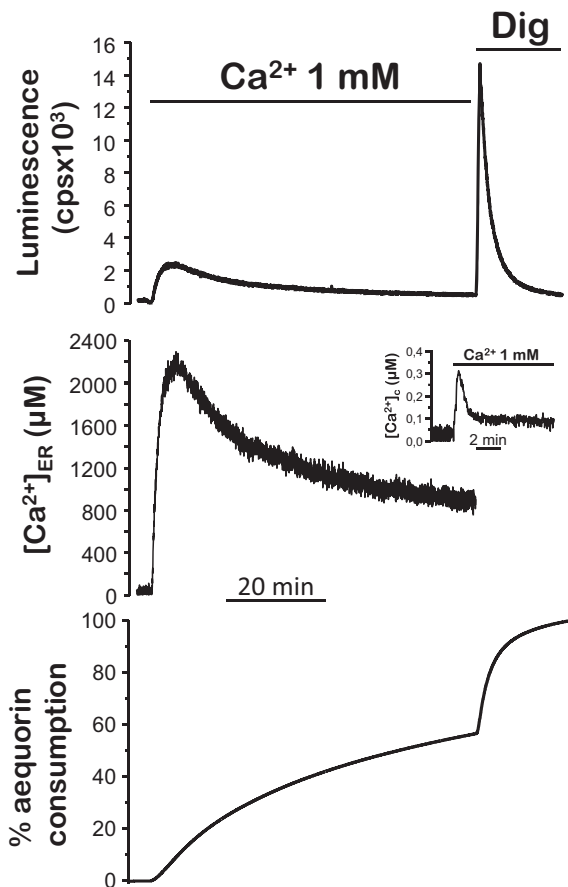 Dig
Ca²⁺ 1 mM
Luminescence
(cpsx10³)
16
14
12
10
8
6
4
2
0
[Ca²⁺]ER (µM)
2400
2000
1600
1200
800
400
0
Ca²⁺ 1 mM
[Ca²⁺]c (µM)
0,4
0,3
0,2
0,1
0,0
2 min
20 min
% aequorin
consumption
100
80
60
40
20
0